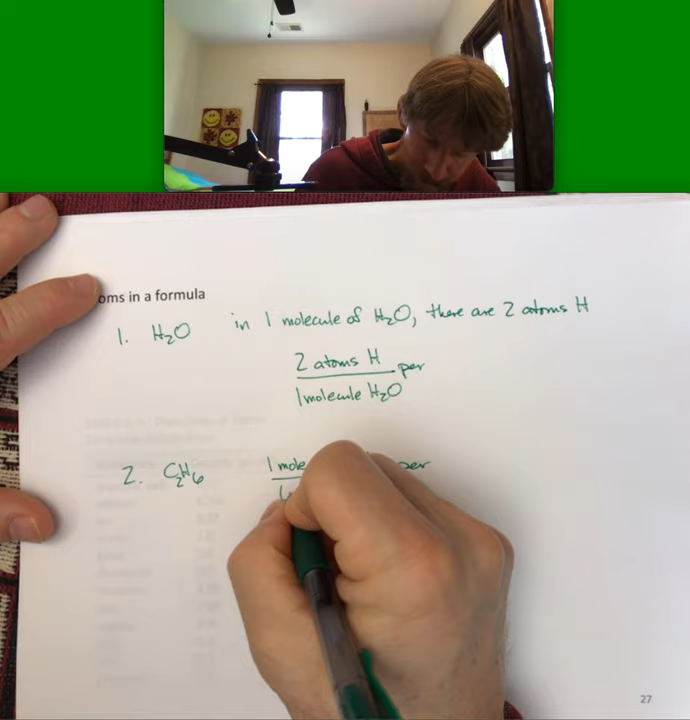 oms in a formula
1. H₂O in 1 molecule of H₂O, there are 2 atoms H
2 atoms H
per
1 molecule H₂O
2. C₂H₆ 1 mole per
6
27